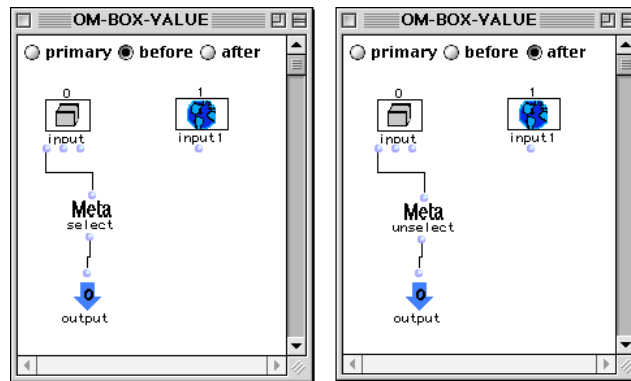 OM-BOX-VALUE
primary before after
0
input
1
input1
Meta
select
0
output
OM-BOX-VALUE
primary before after
0
input
1
input1
Meta
unselect
0
output